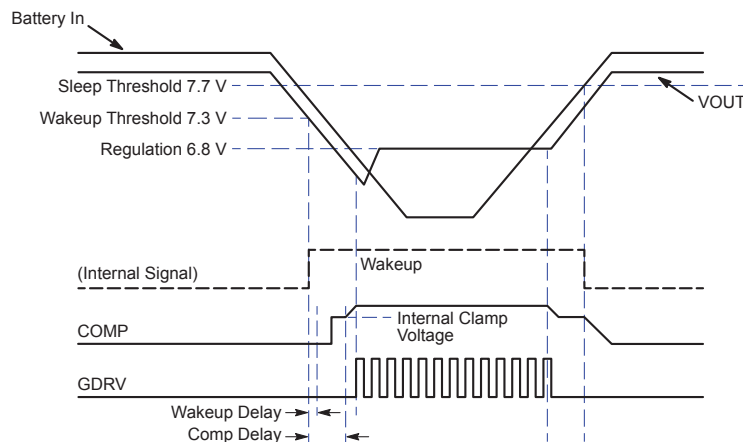 Battery In
Sleep Threshold 7.7 V
VOUT
Wakeup Threshold 7.3 V
Regulation 6.8 V
(Internal Signal)
Wakeup
COMP
Internal Clamp
Voltage
GDRV
Wakeup Delay
Comp Delay